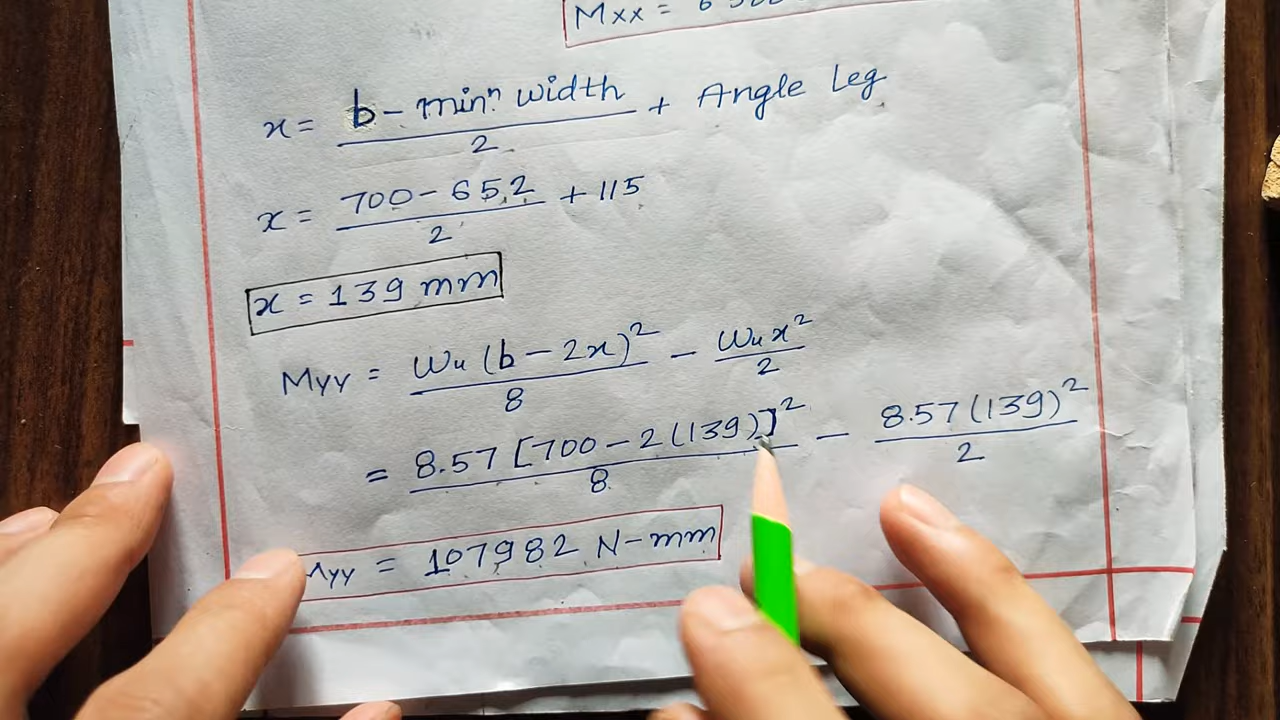 Mxx =
x = b - minⁿ width / 2 + Angle Leg
x = 700 - 652 / 2 + 115
x = 139 mm
Myy = Wu (b - 2x)² / 8 - Wu x² / 2
= 8.57 [700 - 2(139)]² / 8 - 8.57 (139)² / 2
Myy = 107982 N-mm